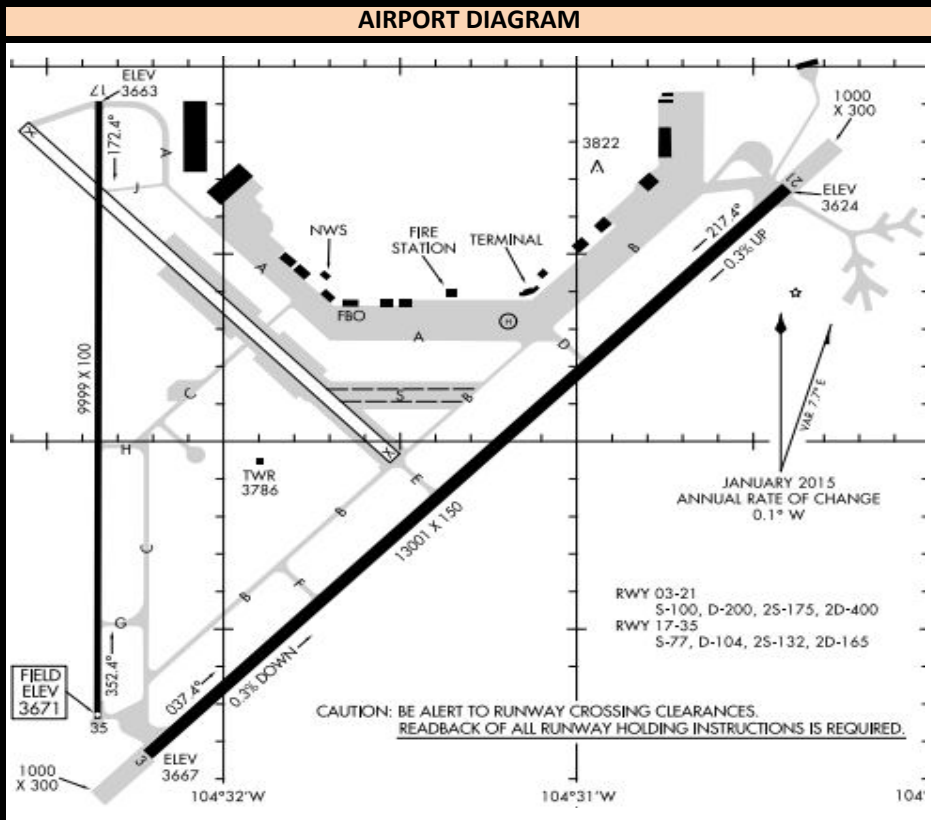 AIRPORT DIAGRAM
ELEV
3663
17
172.4°
A
J
1000
X 300
3822
21
ELEV
3624
NWS
FIRE
STATION
TERMINAL
217.4°
0.3% UP
B
A
FBO
A
H
D
9999 X 100
C
S
B
VAR 7.7° E
H
X
X
TWR
3786
E
JANUARY 2015
ANNUAL RATE OF CHANGE
0.1° W
B
13001 X 150
C
F
B
RWY 03-21
S-100, D-200, 2S-175, 2D-400
RWY 17-35
S-77, D-104, 2S-132, 2D-165
G
352.4°
FIELD
ELEV
3671
037.4°
0.3% DOWN
35
CAUTION: BE ALERT TO RUNWAY CROSSING CLEARANCES.
READBACK OF ALL RUNWAY HOLDING INSTRUCTIONS IS REQUIRED.
3
ELEV
3667
1000
X 300
104°32'W
104°31'W
104°